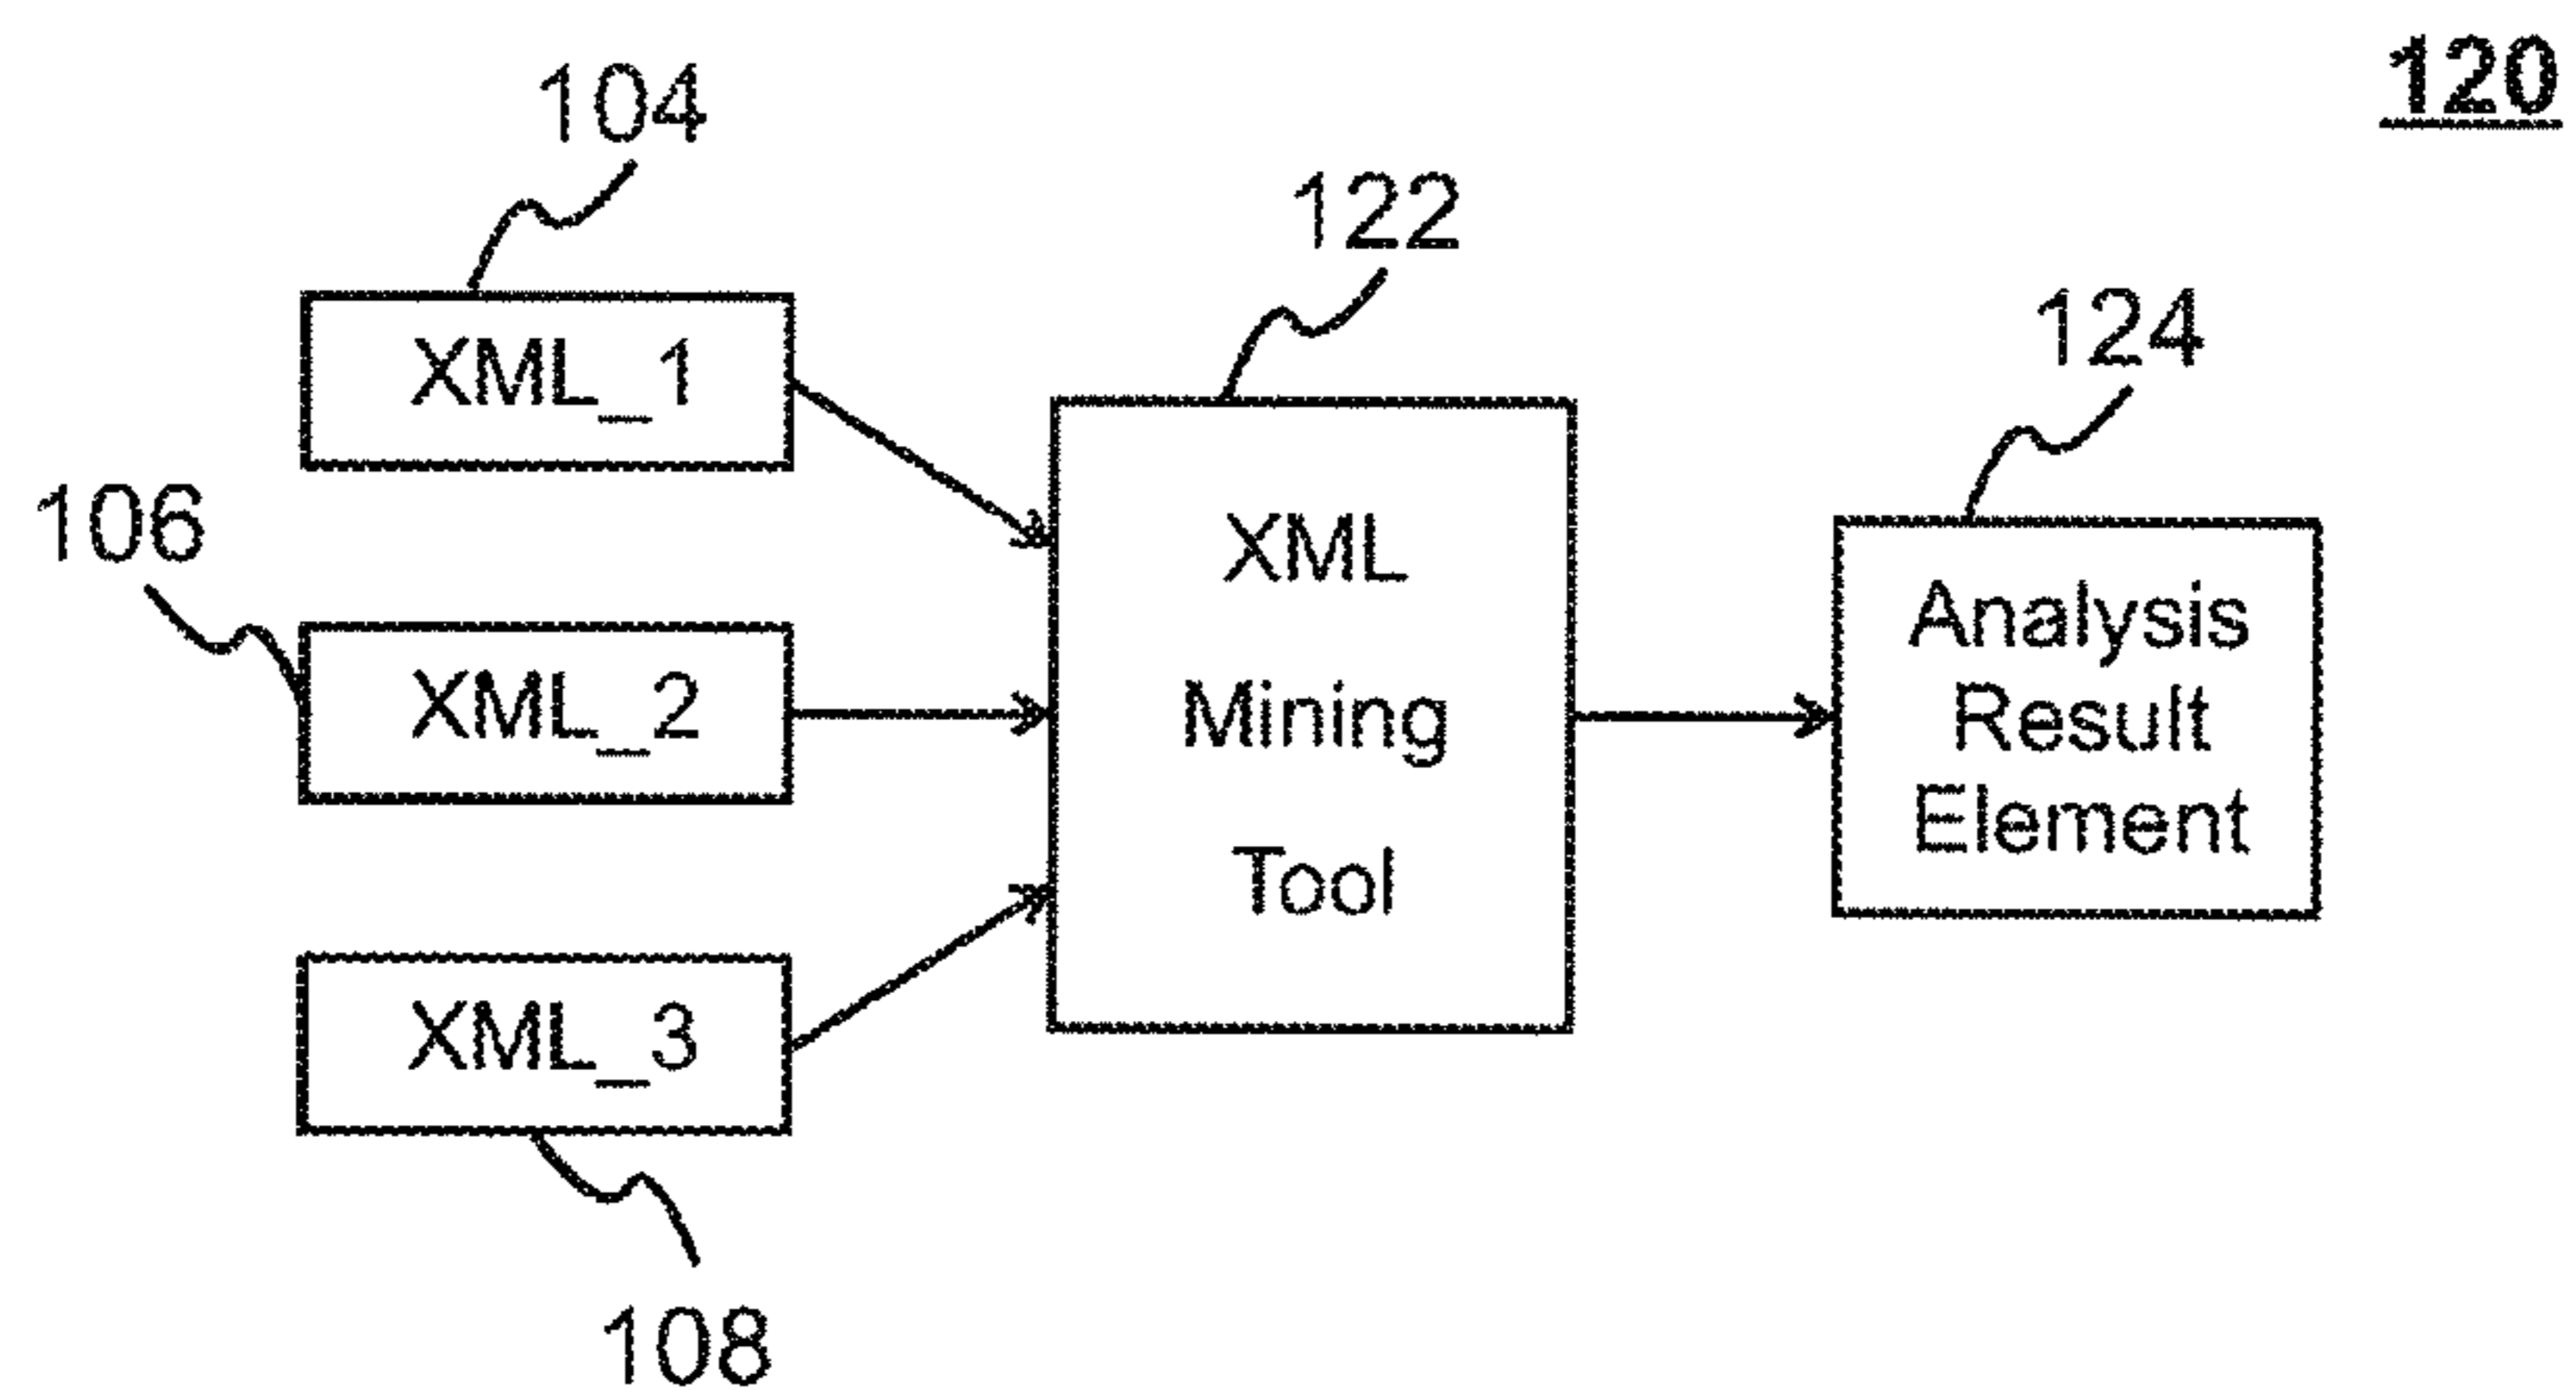 120
104
XML_1
106
XML_2
XML_3
108
122
XML
Mining
Tool
124
Analysis
Result
Element